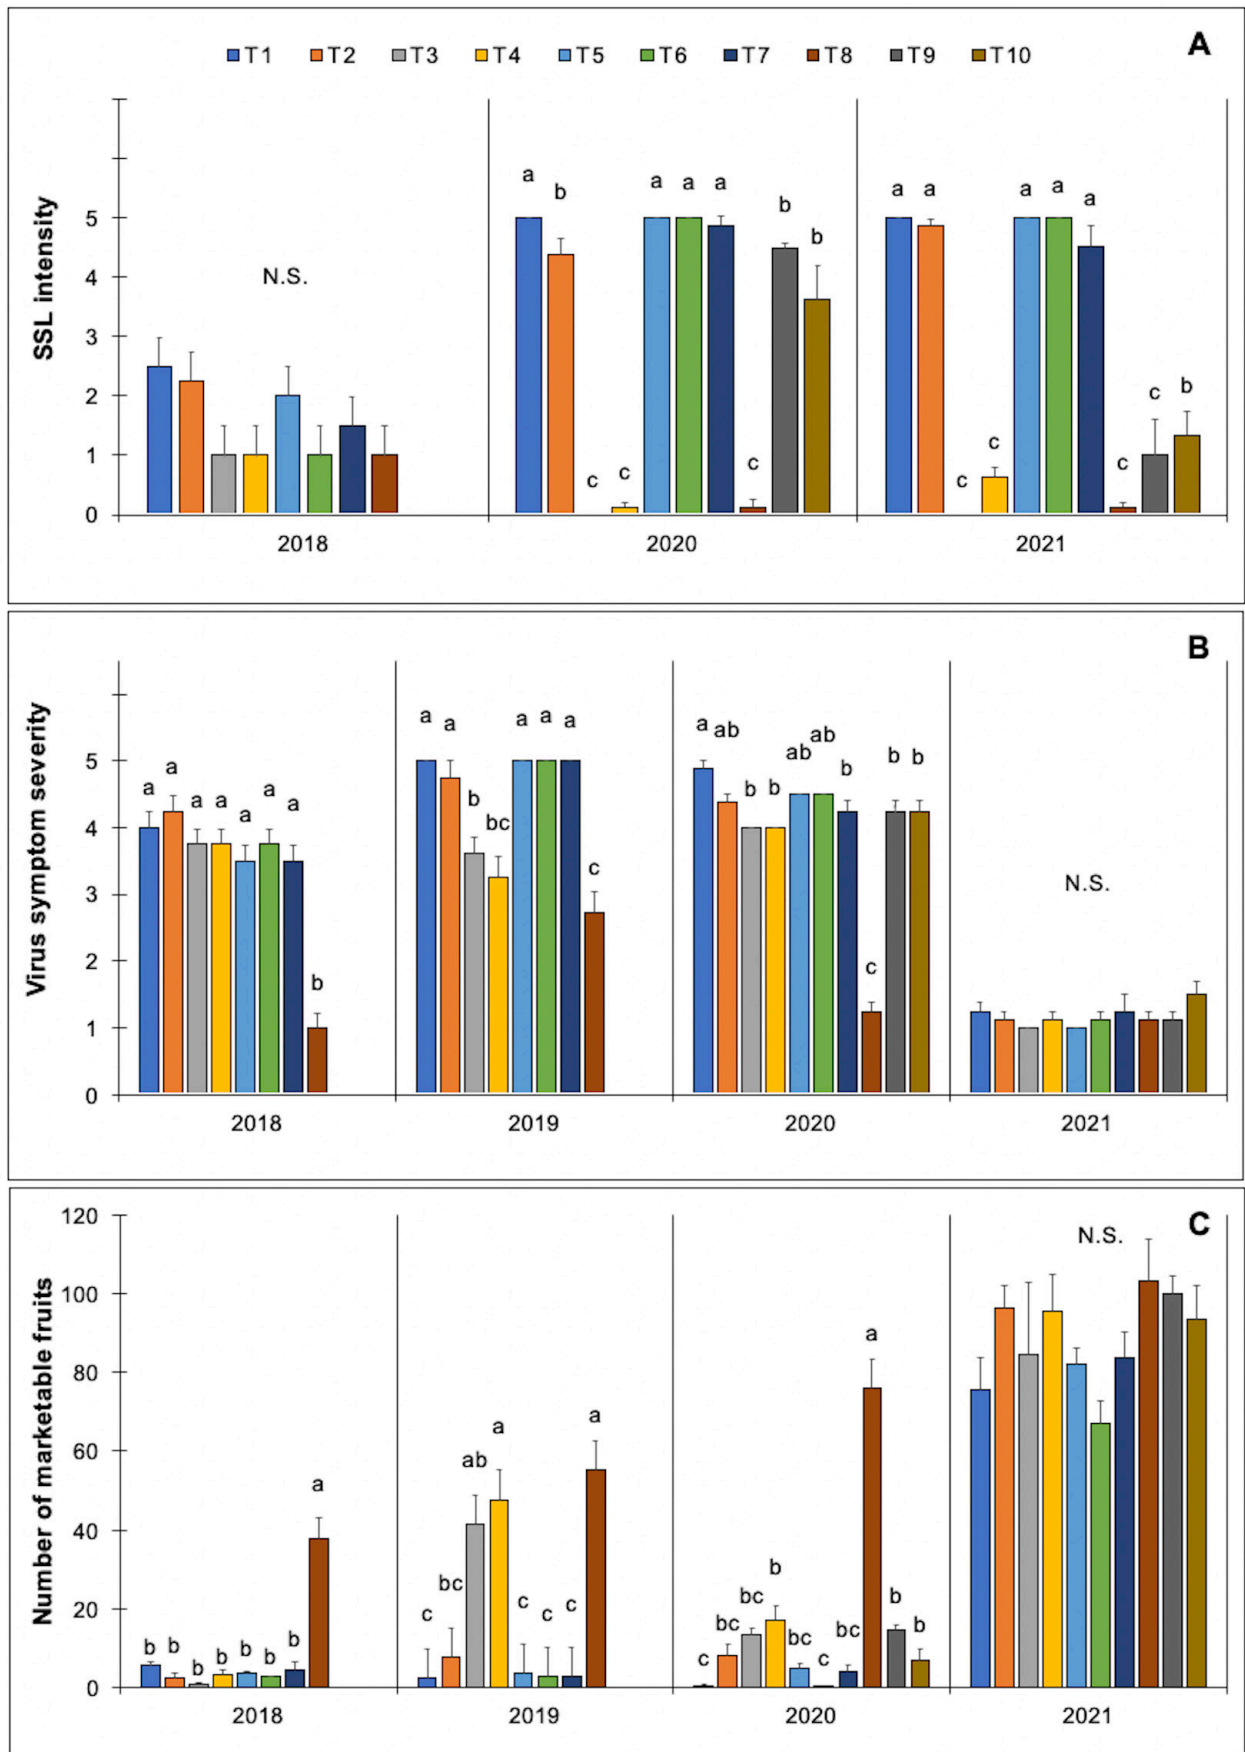 T1 T2 T3 T4 T5 T6 T7 T8 T9 T10 A
SSL intensity
5
4
3
2
1
0
N.S.
a b c c a a a c b b
a a c c a a a c c b
2018 2020 2021
B
Virus symptom severity
5
4
3
2
1
0
a a a a a a a b
a a b bc a a a c
a ab b b ab ab b c b b
N.S.
2018 2019 2020 2021
C
Number of marketable fruits
120
100
80
60
40
20
0
b b b b b b b a
c bc ab a c c c a
c bc bc b bc c bc a b b
N.S.
2018 2019 2020 2021